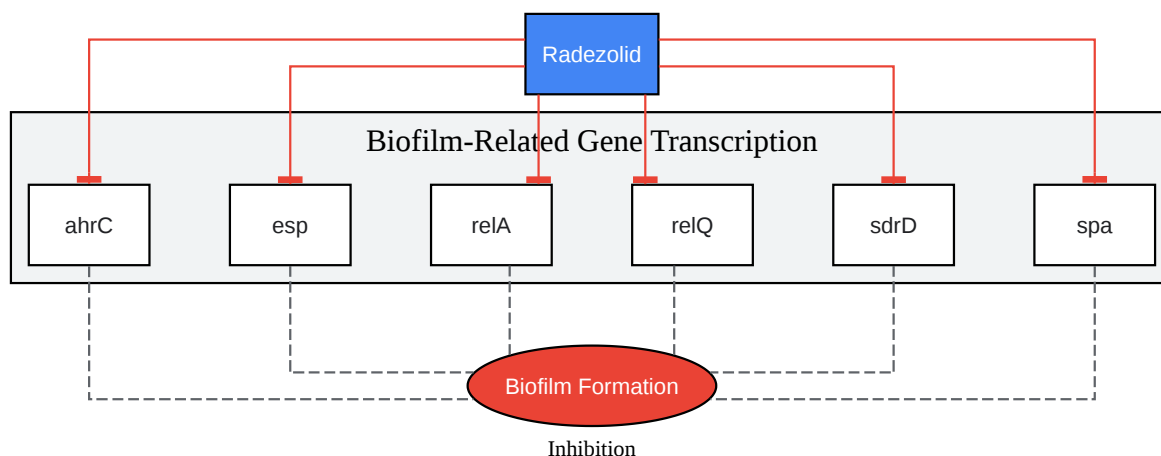 Radezolid
Biofilm-Related Gene Transcription
ahrC
esp
relA
relQ
sdrD
spa
Biofilm Formation
Inhibition